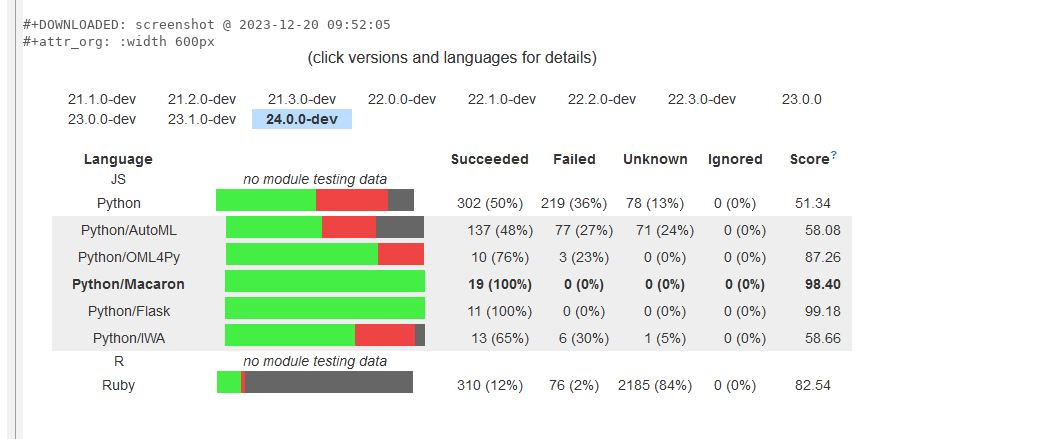 #+DOWNLOADED: screenshot @ 2023-12-20 09:52:05
#+attr_org: :width 600px
(click versions and languages for details)
21.1.0-dev 21.2.0-dev 21.3.0-dev 22.0.0-dev 22.1.0-dev 22.2.0-dev 22.3.0-dev 23.0.0
23.0.0-dev 23.1.0-dev 24.0.0-dev
Language Succeeded Failed Unknown Ignored Score?
JS no module testing data
Python 302 (50%) 219 (36%) 78 (13%) 0 (0%) 51.34
Python/AutoML 137 (48%) 77 (27%) 71 (24%) 0 (0%) 58.08
Python/OML4Py 10 (76%) 3 (23%) 0 (0%) 0 (0%) 87.26
Python/Macaron 19 (100%) 0 (0%) 0 (0%) 0 (0%) 98.40
Python/Flask 11 (100%) 0 (0%) 0 (0%) 0 (0%) 99.18
Python/IWA 13 (65%) 6 (30%) 1 (5%) 0 (0%) 58.66
R no module testing data
Ruby 310 (12%) 76 (2%) 2185 (84%) 0 (0%) 82.54